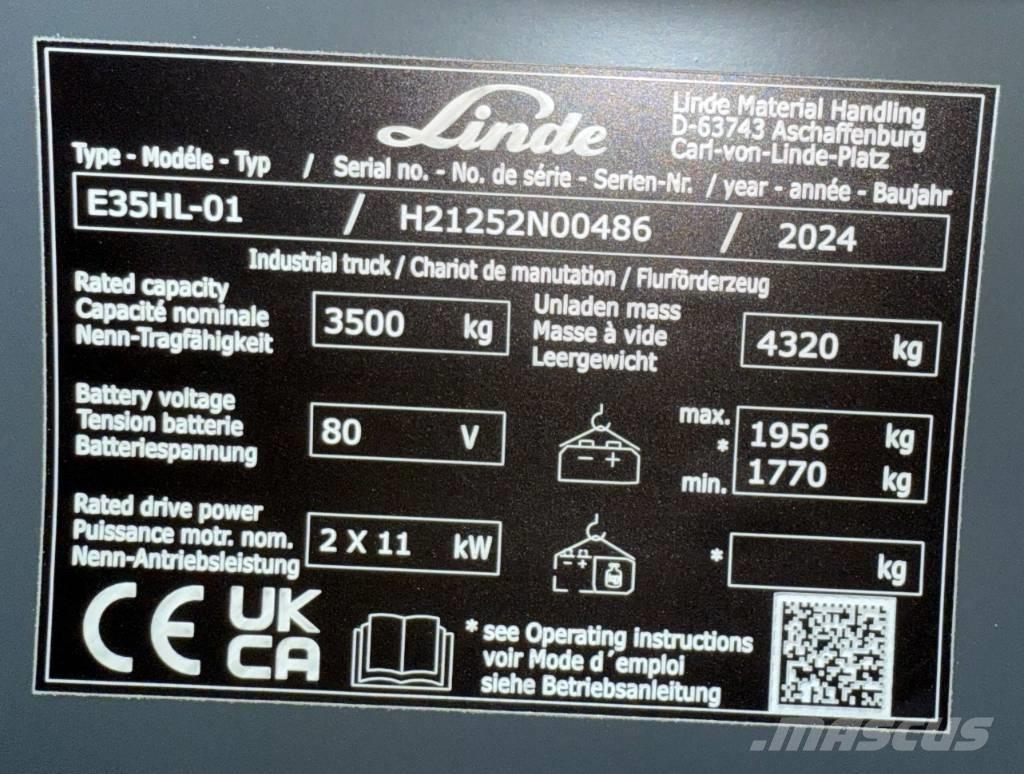 Linde
Linde Material Handling
D-63743 Aschaffenburg
Carl-von-Linde-Platz
Type - Modéle - Typ / Serial no. - No. de série - Serien-Nr. / year - année - Baujahr
E35HL-01 / H21252N00486 / 2024
Industrial truck / Chariot de manutation / Flurförderzeug
Rated capacity
Capacité nominale
Nenn-Tragfähigkeit
3500 kg
Unladen mass
Masse à vide
Leergewicht
4320 kg
Battery voltage
Tension batterie
Batteriespannung
80 V
- +
max.
*
min.
1956 kg
1770 kg
Rated drive power
Puissance motr. nom.
Nenn-Antriebsleistung
2 X 11 kW
- +
kg
* kg
CE
UK
CA
* see Operating instructions
voir Mode d´emploi
siehe Betriebsanleitung
.MASCUS